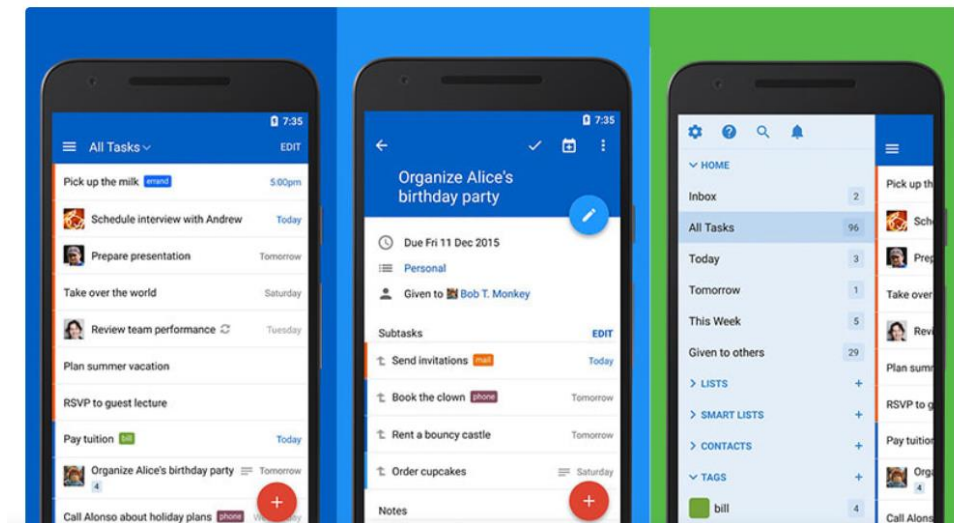 7:35
All Tasks
EDIT
Pick up the milk errand 5:00pm
Schedule interview with Andrew Today
Prepare presentation Tomorrow
Take over the world Saturday
Review team performance Tuesday
Plan summer vacation
RSVP to guest lecture
Pay tuition bill Today
Organize Alice's birthday party Tomorrow
4
Call Alonso about holiday plans phone
7:35
Organize Alice's
birthday party
Due Fri 11 Dec 2015
Personal
Given to Bob T. Monkey
Subtasks EDIT
Send invitations mail Today
Book the clown phone Tomorrow
Rent a bouncy castle Tomorrow
Order cupcakes Saturday
Notes
HOME
Inbox 2
All Tasks 96
Today 3
Tomorrow 1
This Week 5
Given to others 29
LISTS +
SMART LISTS +
CONTACTS +
TAGS +
bill 4
Pick up th
Sch
Prep
Take over
Revi
Plan summ
RSVP to g
Pay tuition
Orga
4
Call Alons